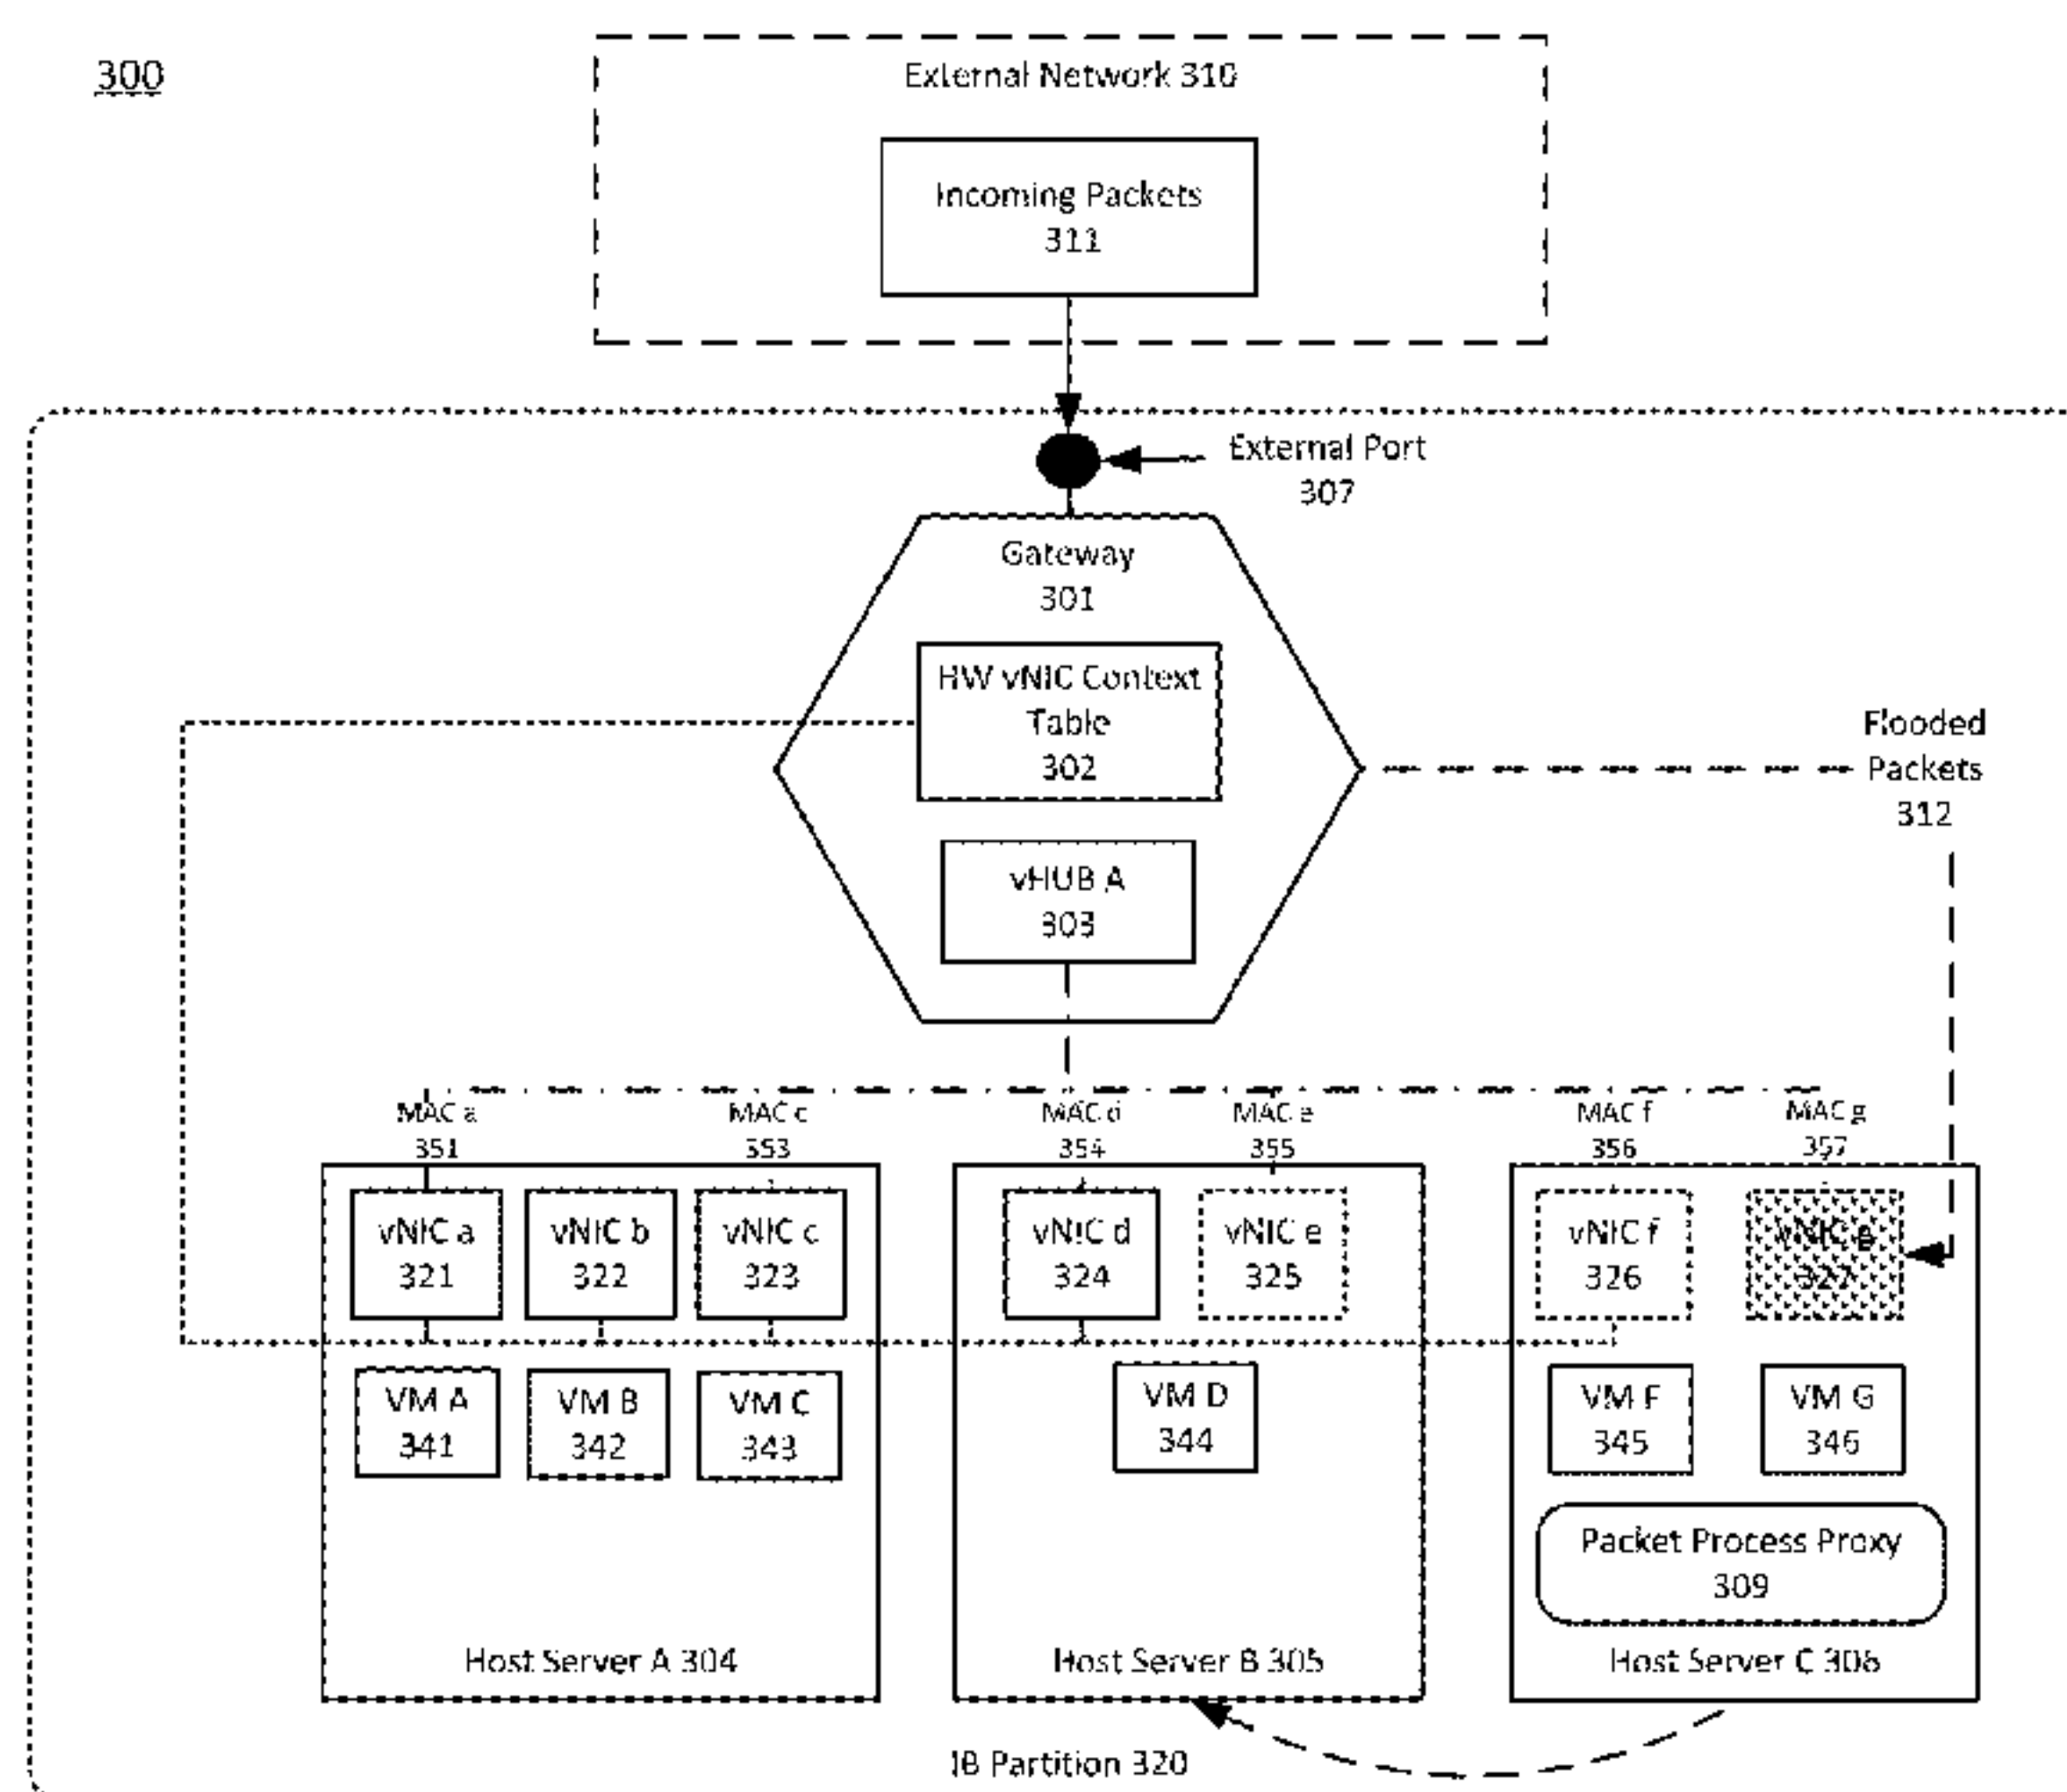 300
External Network 310
Incoming Packets
311
External Port
307
Gateway
301
HW vNIC Context
Table
302
Flooded
Packets
312
vHUB A
303
MAC a
351
MAC c
353
MAC d
354
MAC e
355
MAC f
356
MAC g
357
vNIC a
321
vNIC b
322
vNIC c
323
vNIC d
324
vNIC e
325
vNIC f
326
vNIC g
327
VM A
341
VM B
342
VM C
343
VM D
344
VM F
345
VM G
346
Packet Process Proxy
309
Host Server A 304
Host Server B 305
Host Server C 306
IB Partition 320